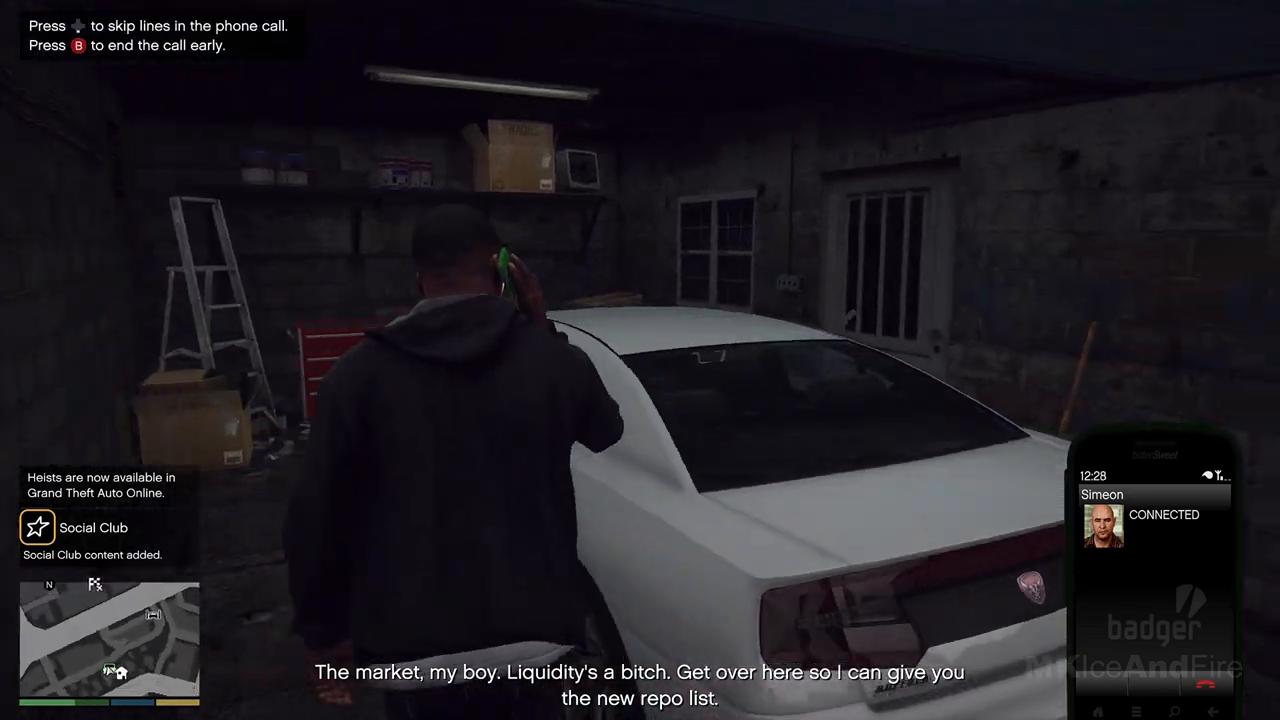 Press to skip lines in the phone call.
Press B to end the call early.
Heists are now available in
Grand Theft Auto Online.
Social Club
Social Club content added.
N
bitterSweet
12:28
Simeon
CONNECTED
badger
MrKIceAndFire
The market, my boy. Liquidity's a bitch. Get over here so I can give you
the new repo list.